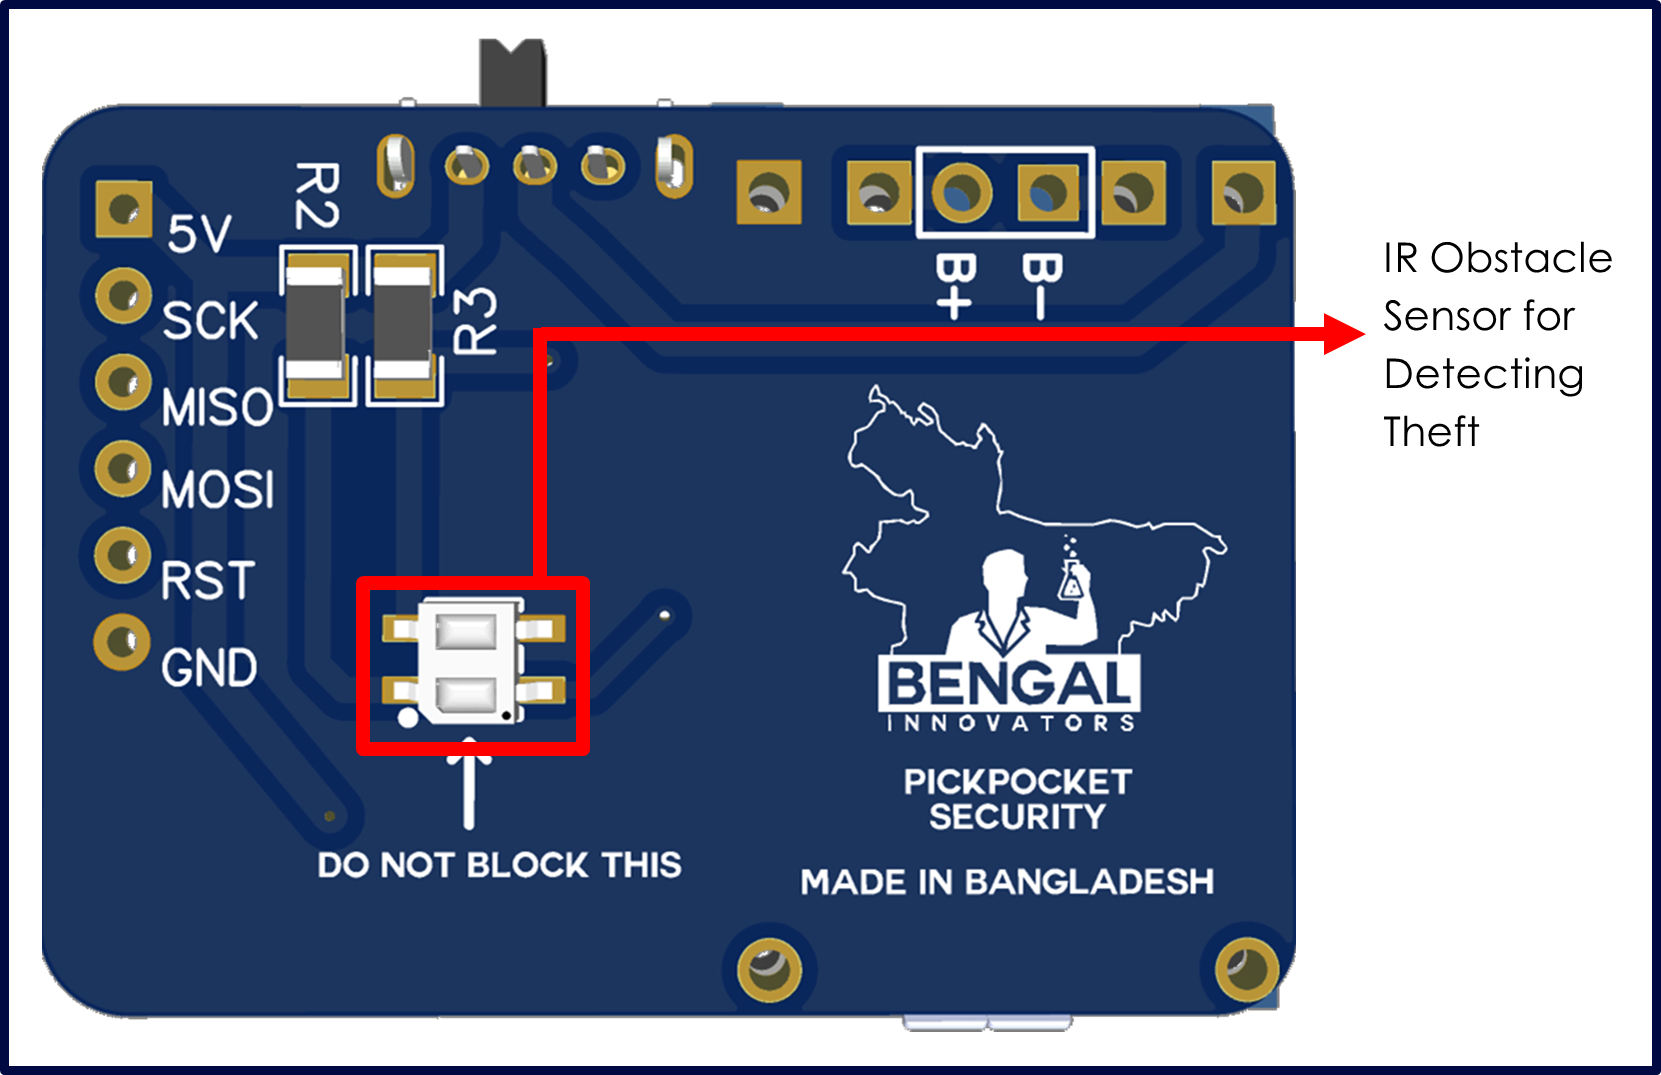 R2
5V
SCK
MISO
MOSI
RST
GND
R3
B+
B-
IR Obstacle
Sensor for
Detecting
Theft
BENGAL
INNOVATORS
PICKPOCKET
SECURITY
MADE IN BANGLADESH
DO NOT BLOCK THIS